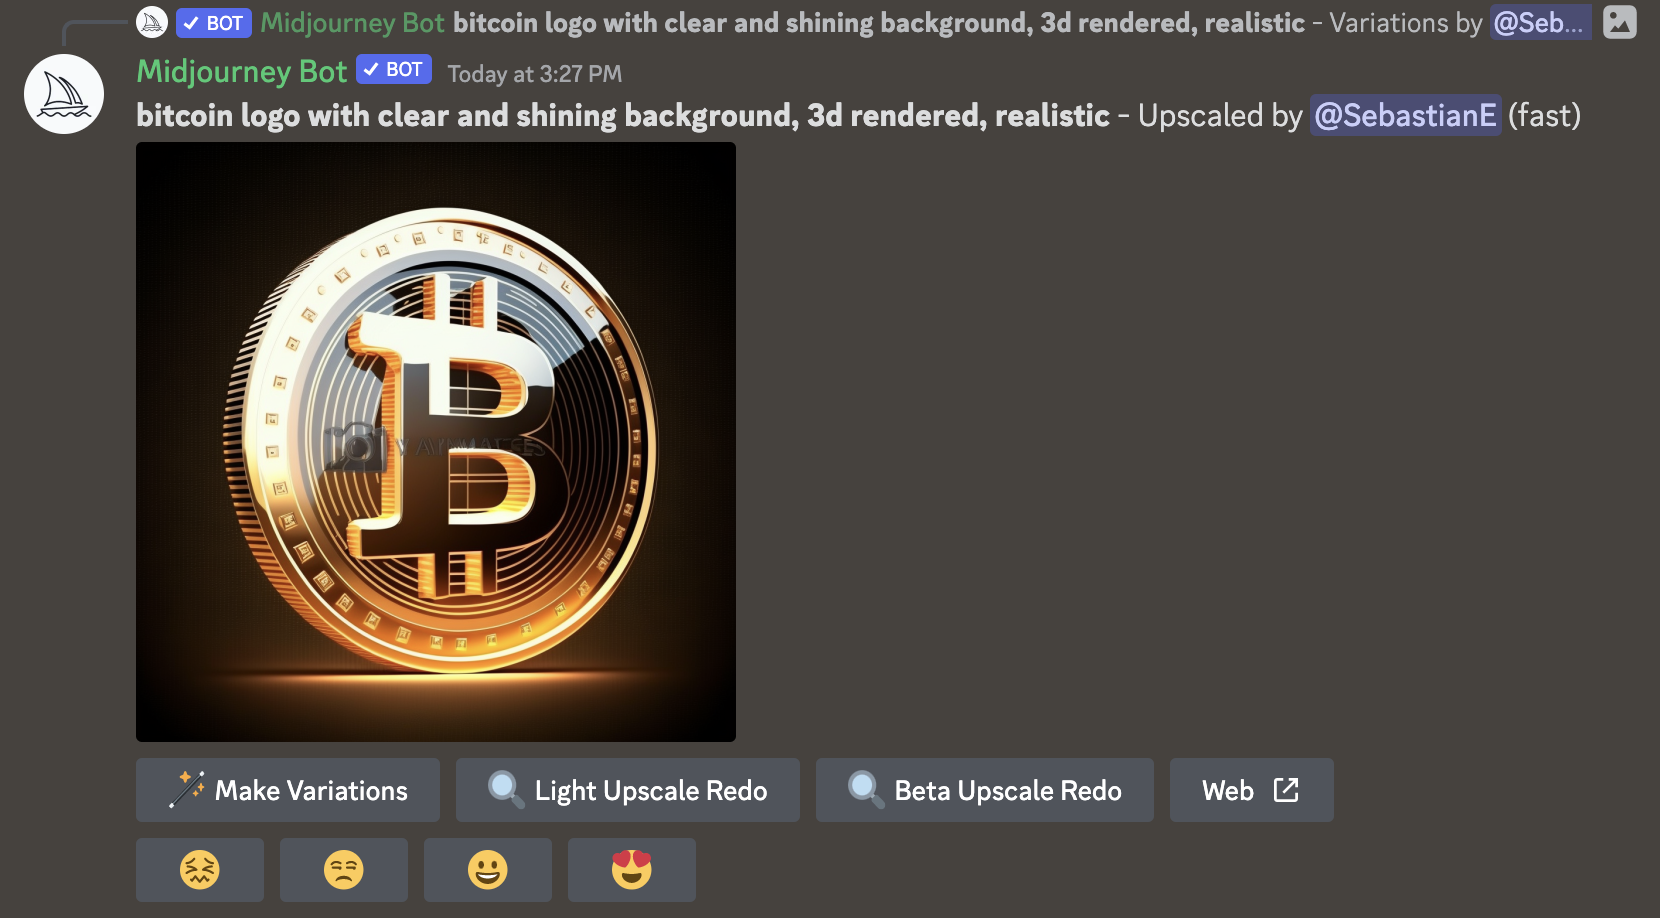 BOT Midjourney Bot bitcoin logo with clear and shining background, 3d rendered, realistic - Variations by @Seb...
Midjourney Bot BOT Today at 3:27 PM
bitcoin logo with clear and shining background, 3d rendered, realistic - Upscaled by @SebastianE (fast)
Make Variations Light Upscale Redo Beta Upscale Redo Web